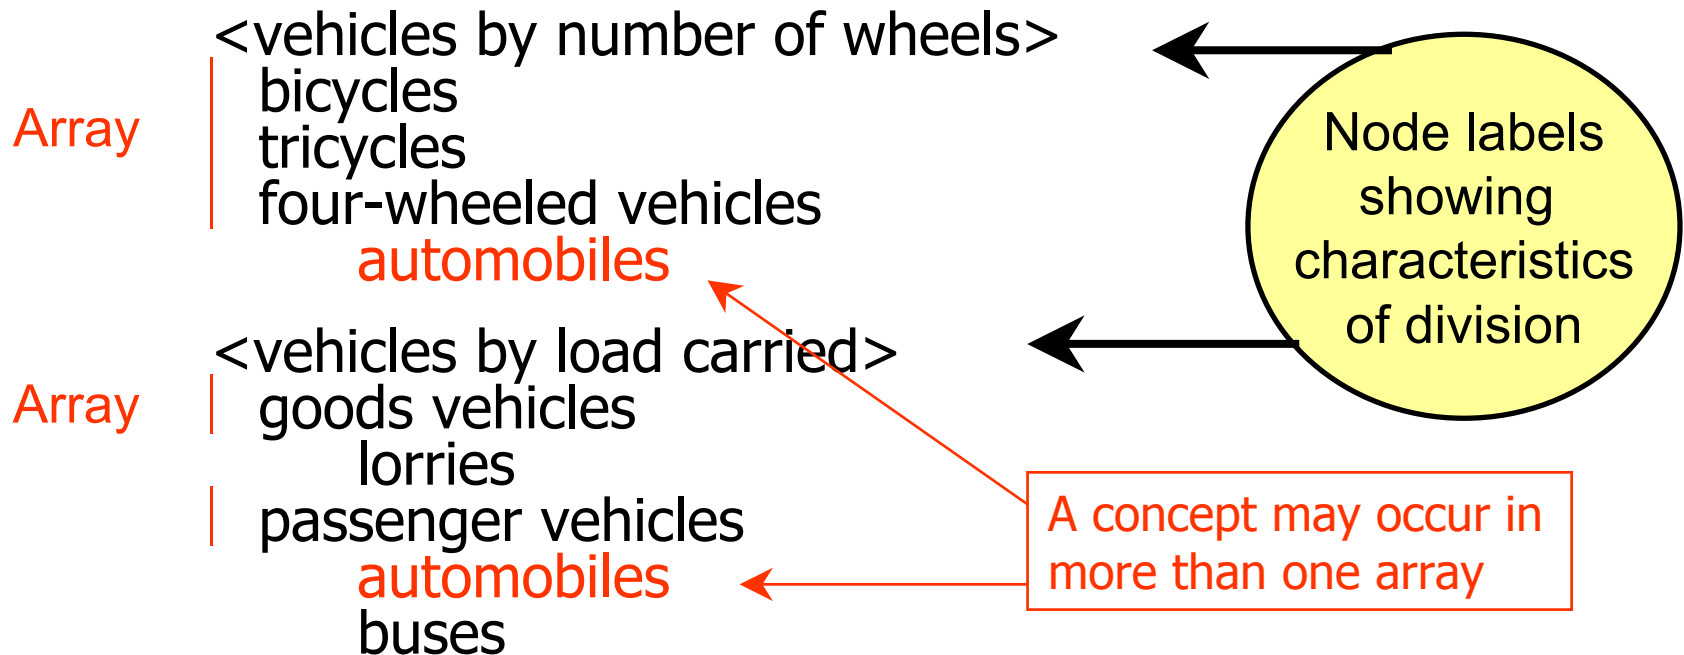 <vehicles by number of wheels>
bicycles
Array
tricycles
four-wheeled vehicles
automobiles
<vehicles by load carried>
Array
goods vehicles
lorries
passenger vehicles
automobiles
buses
Node labels
showing
characteristics
of division
A concept may occur in
more than one array